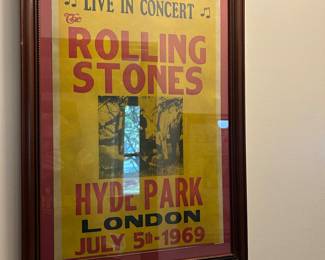 ♫ LIVE IN CONCERT ♫
The
ROLLING
STONES
HYDE PARK
LONDON
JULY 5th-1969